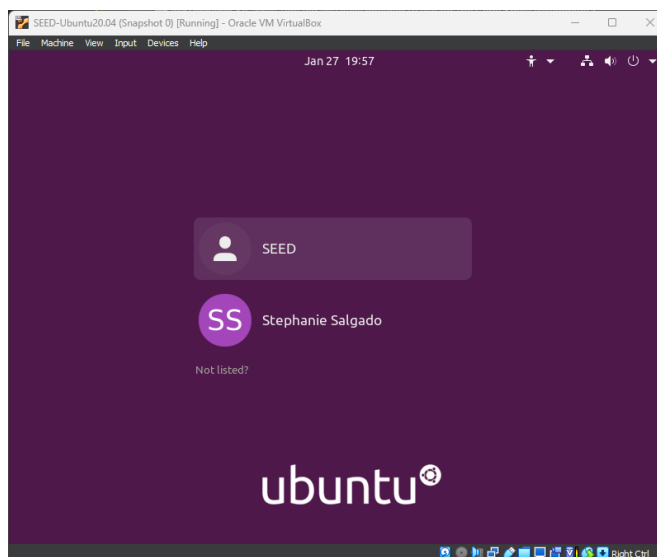 SEED-Ubuntu20.04 (Snapshot 0) [Running] - Oracle VM VirtualBox
File Machine View Input Devices Help
Jan 27 19:57
SEED
SS Stephanie Salgado
Not listed?
ubuntu
Right Ctrl